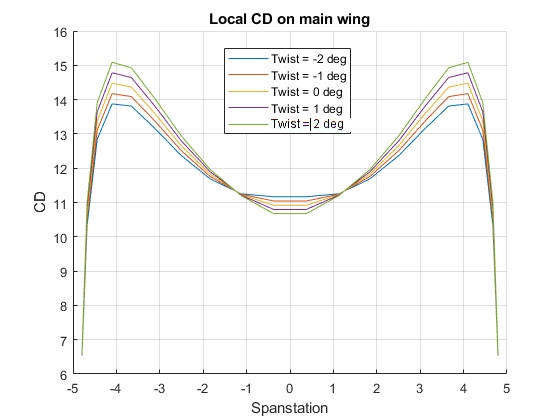 Local CD on main wing
16
15
14
13
12
11
10
9
8
7
6
CD
Twist = -2 deg
Twist = -1 deg
Twist = 0 deg
Twist = 1 deg
Twist = 2 deg
-5 -4 -3 -2 -1 0 1 2 3 4 5
Spanstation